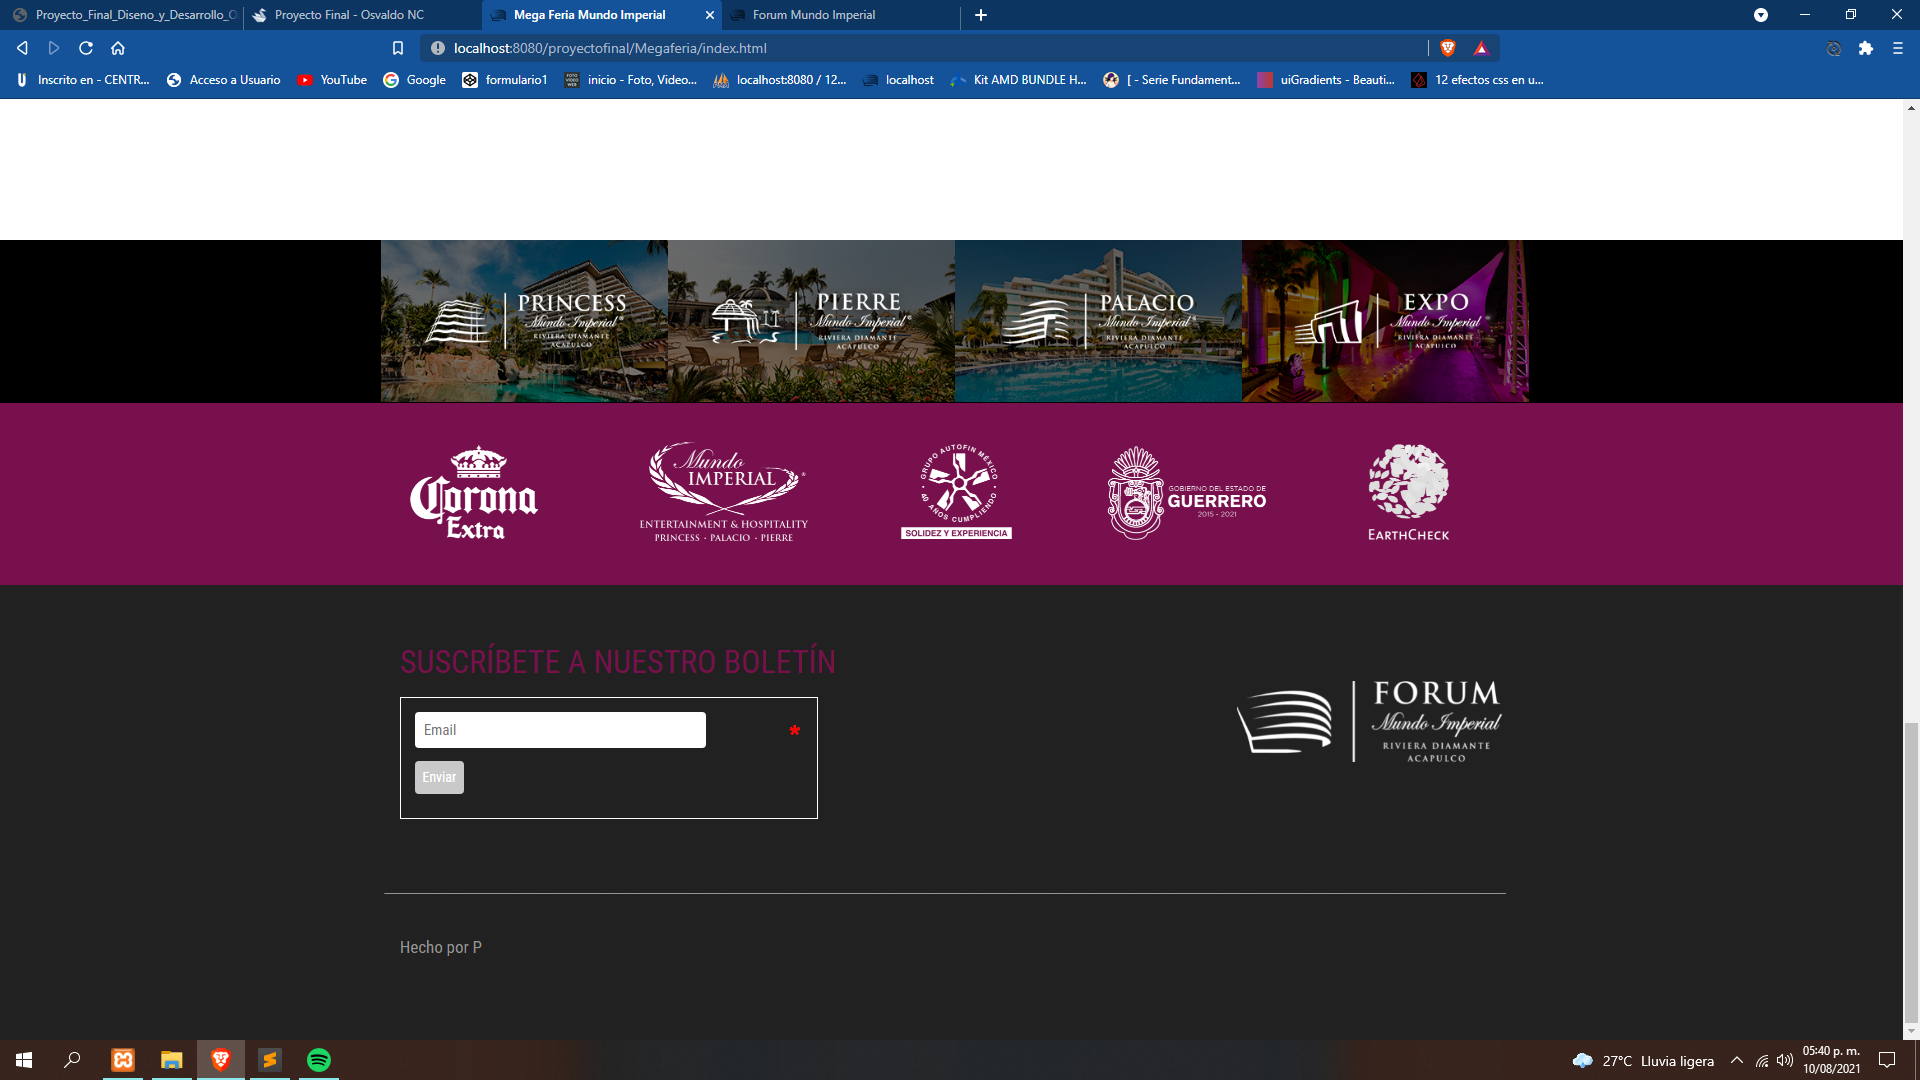 Proyecto_Final_Diseno_y_Desarrollo_O
Proyecto Final - Osvaldo NC
Mega Feria Mundo Imperial
Forum Mundo Imperial
localhost:8080/proyectofinal/Megaferia/index.html
Inscrito en - CENTR...
Acceso a Usuario
YouTube
Google
formulario1
FOTO VIDEO WEB
inicio - Foto, Video...
localhost:8080 / 12...
localhost
Kit AMD BUNDLE H...
[ - Serie Fundament...
uiGradients - Beauti...
12 efectos css en u...
PRINCESS
Mundo Imperial®
RIVIERA DIAMANTE
ACAPULCO
PIERRE
Mundo Imperial®
RIVIERA DIAMANTE
ACAPULCO
PALACIO
Mundo Imperial®
RIVIERA DIAMANTE
ACAPULCO
EXPO
Mundo Imperial
RIVIERA DIAMANTE
ACAPULCO
Corona
Extra
Mundo
IMPERIAL®
ENTERTAINMENT & HOSPITALITY
PRINCESS · PALACIO · PIERRE
• GRUPO AUTOFIN MÉXICO •
40 AÑOS CUMPLIENDO
SOLIDEZ Y EXPERIENCIA
GOBIERNO DEL ESTADO DE
GUERRERO
2015 - 2021
EARTHCHECK
SUSCRÍBETE A NUESTRO BOLETÍN
Email
*
Enviar
FORUM
Mundo Imperial
RIVIERA DIAMANTE
ACAPULCO
Hecho por P
27°C Lluvia ligera
05:40 p. m.
10/08/2021